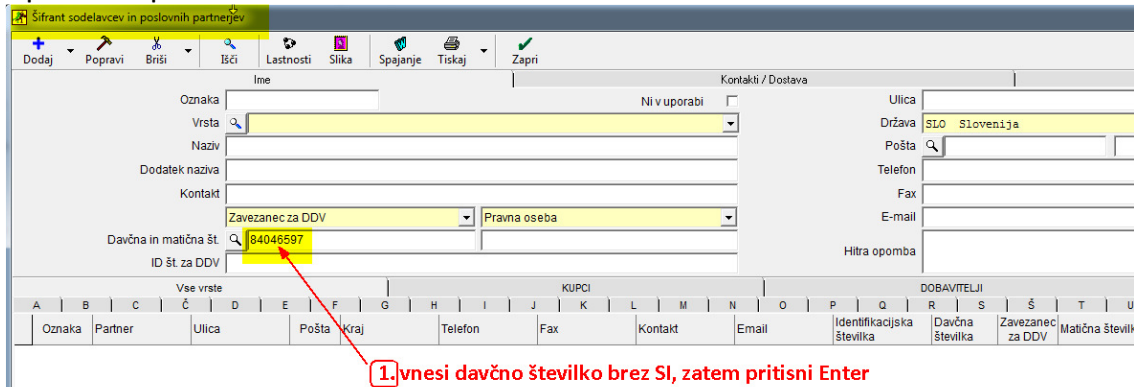 Šifrant sodelavcev in poslovnih partnerjev
Dodaj Popravi Briši Išči Lastnosti Slika Spajanje Tiskaj Zapri
Ime Kontakti / Dostava
Oznaka Ni v uporabi Ulica
Vrsta Država SLO Slovenija
Naziv Pošta
Dodatek naziva Telefon
Kontakt Fax
Zavezanec za DDV Pravna oseba E-mail
Davčna in matična št. 84046597
Hitra opomba
ID št. za DDV
Vse vrste KUPCI DOBAVITELJI
A B C Č D E F G H I J K L M N O P Q R S Š T U
Oznaka Partner Ulica Pošta Kraj Telefon Fax Kontakt Email Identifikacijska številka Davčna številka Zavezanec za DDV Matična številk
1. vnesi davčno številko brez SI, zatem pritisni Enter